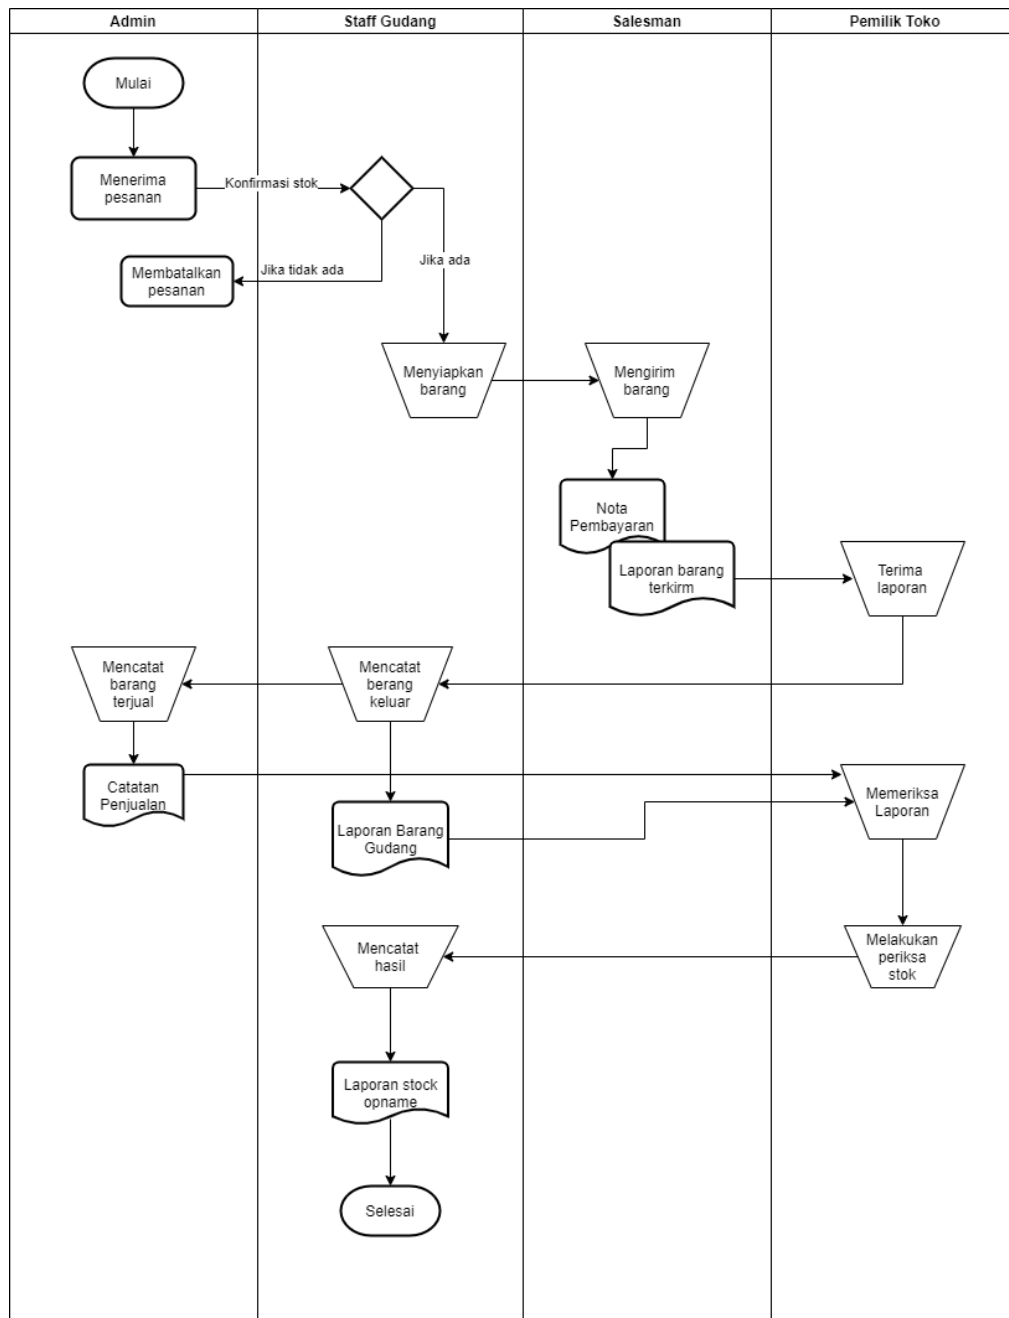 Admin
Staff Gudang
Salesman
Pemilik Toko
Mulai
Menerima
pesanan
Konfirmasi stok
Jika ada
Jika tidak ada
Membatalkan
pesanan
Menyiapkan
barang
Mengirim
barang
Nota
Pembayaran
Laporan barang
terkirm
Terima
laporan
Mencatat
barang
terjual
Mencatat
berang
keluar
Catatan
Penjualan
Laporan Barang
Gudang
Memeriksa
Laporan
Melakukan
periksa
stok
Mencatat
hasil
Laporan stock
opname
Selesai